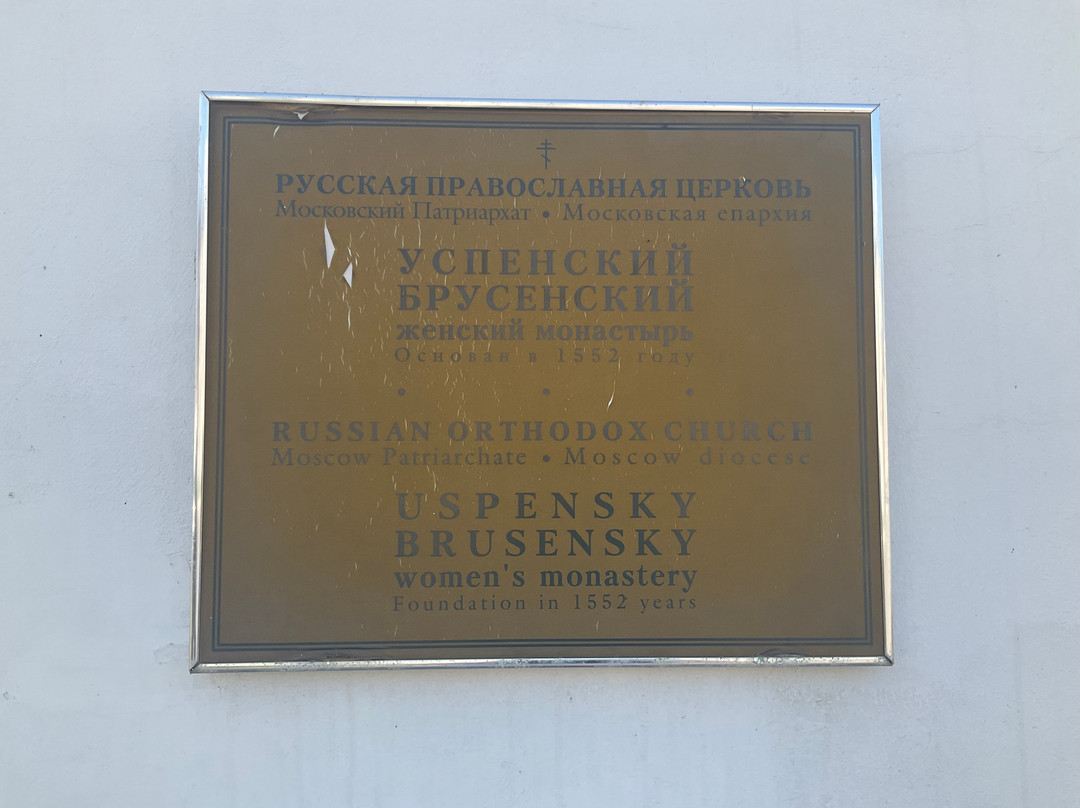 РУССКАЯ ПРАВОСЛАВНАЯ ЦЕРКОВЬ
Московский Патриархат • Московская епархия
УСПЕНСКИЙ
БРУСЕНСКИЙ
женский монастырь
Основан в 1552 году
RUSSIAN ORTHODOX CHURCH
Moscow Patriarchate • Moscow diocese
USPENSKY
BRUSENSKY
women's monastery
Foundation in 1552 years